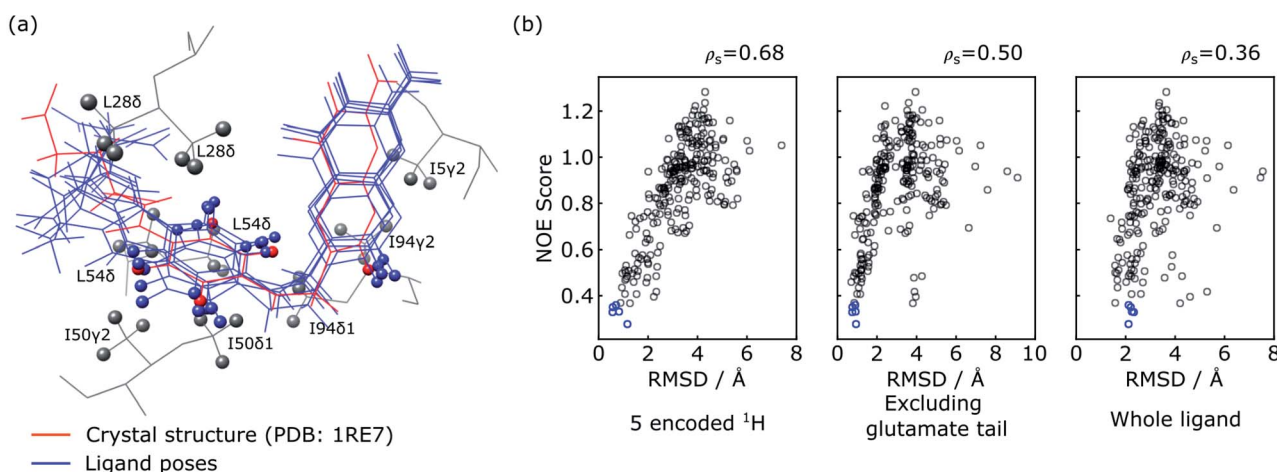 (a)
L28δ
L28δ
I5γ2
L54δ
I94γ2
L54δ
I50γ2
I50δ1
I94δ1
Crystal structure (PDB: 1RE7)
Ligand poses
(b)
ρs=0.68
ρs=0.50
ρs=0.36
NOE Score
1.2
1.0
0.8
0.6
0.4
0 2 4 6 8
0 2 4 6 8 10
0 2 4 6 8
RMSD / Å
RMSD / Å
RMSD / Å
5 encoded ¹H
Excluding
glutamate tail
Whole ligand